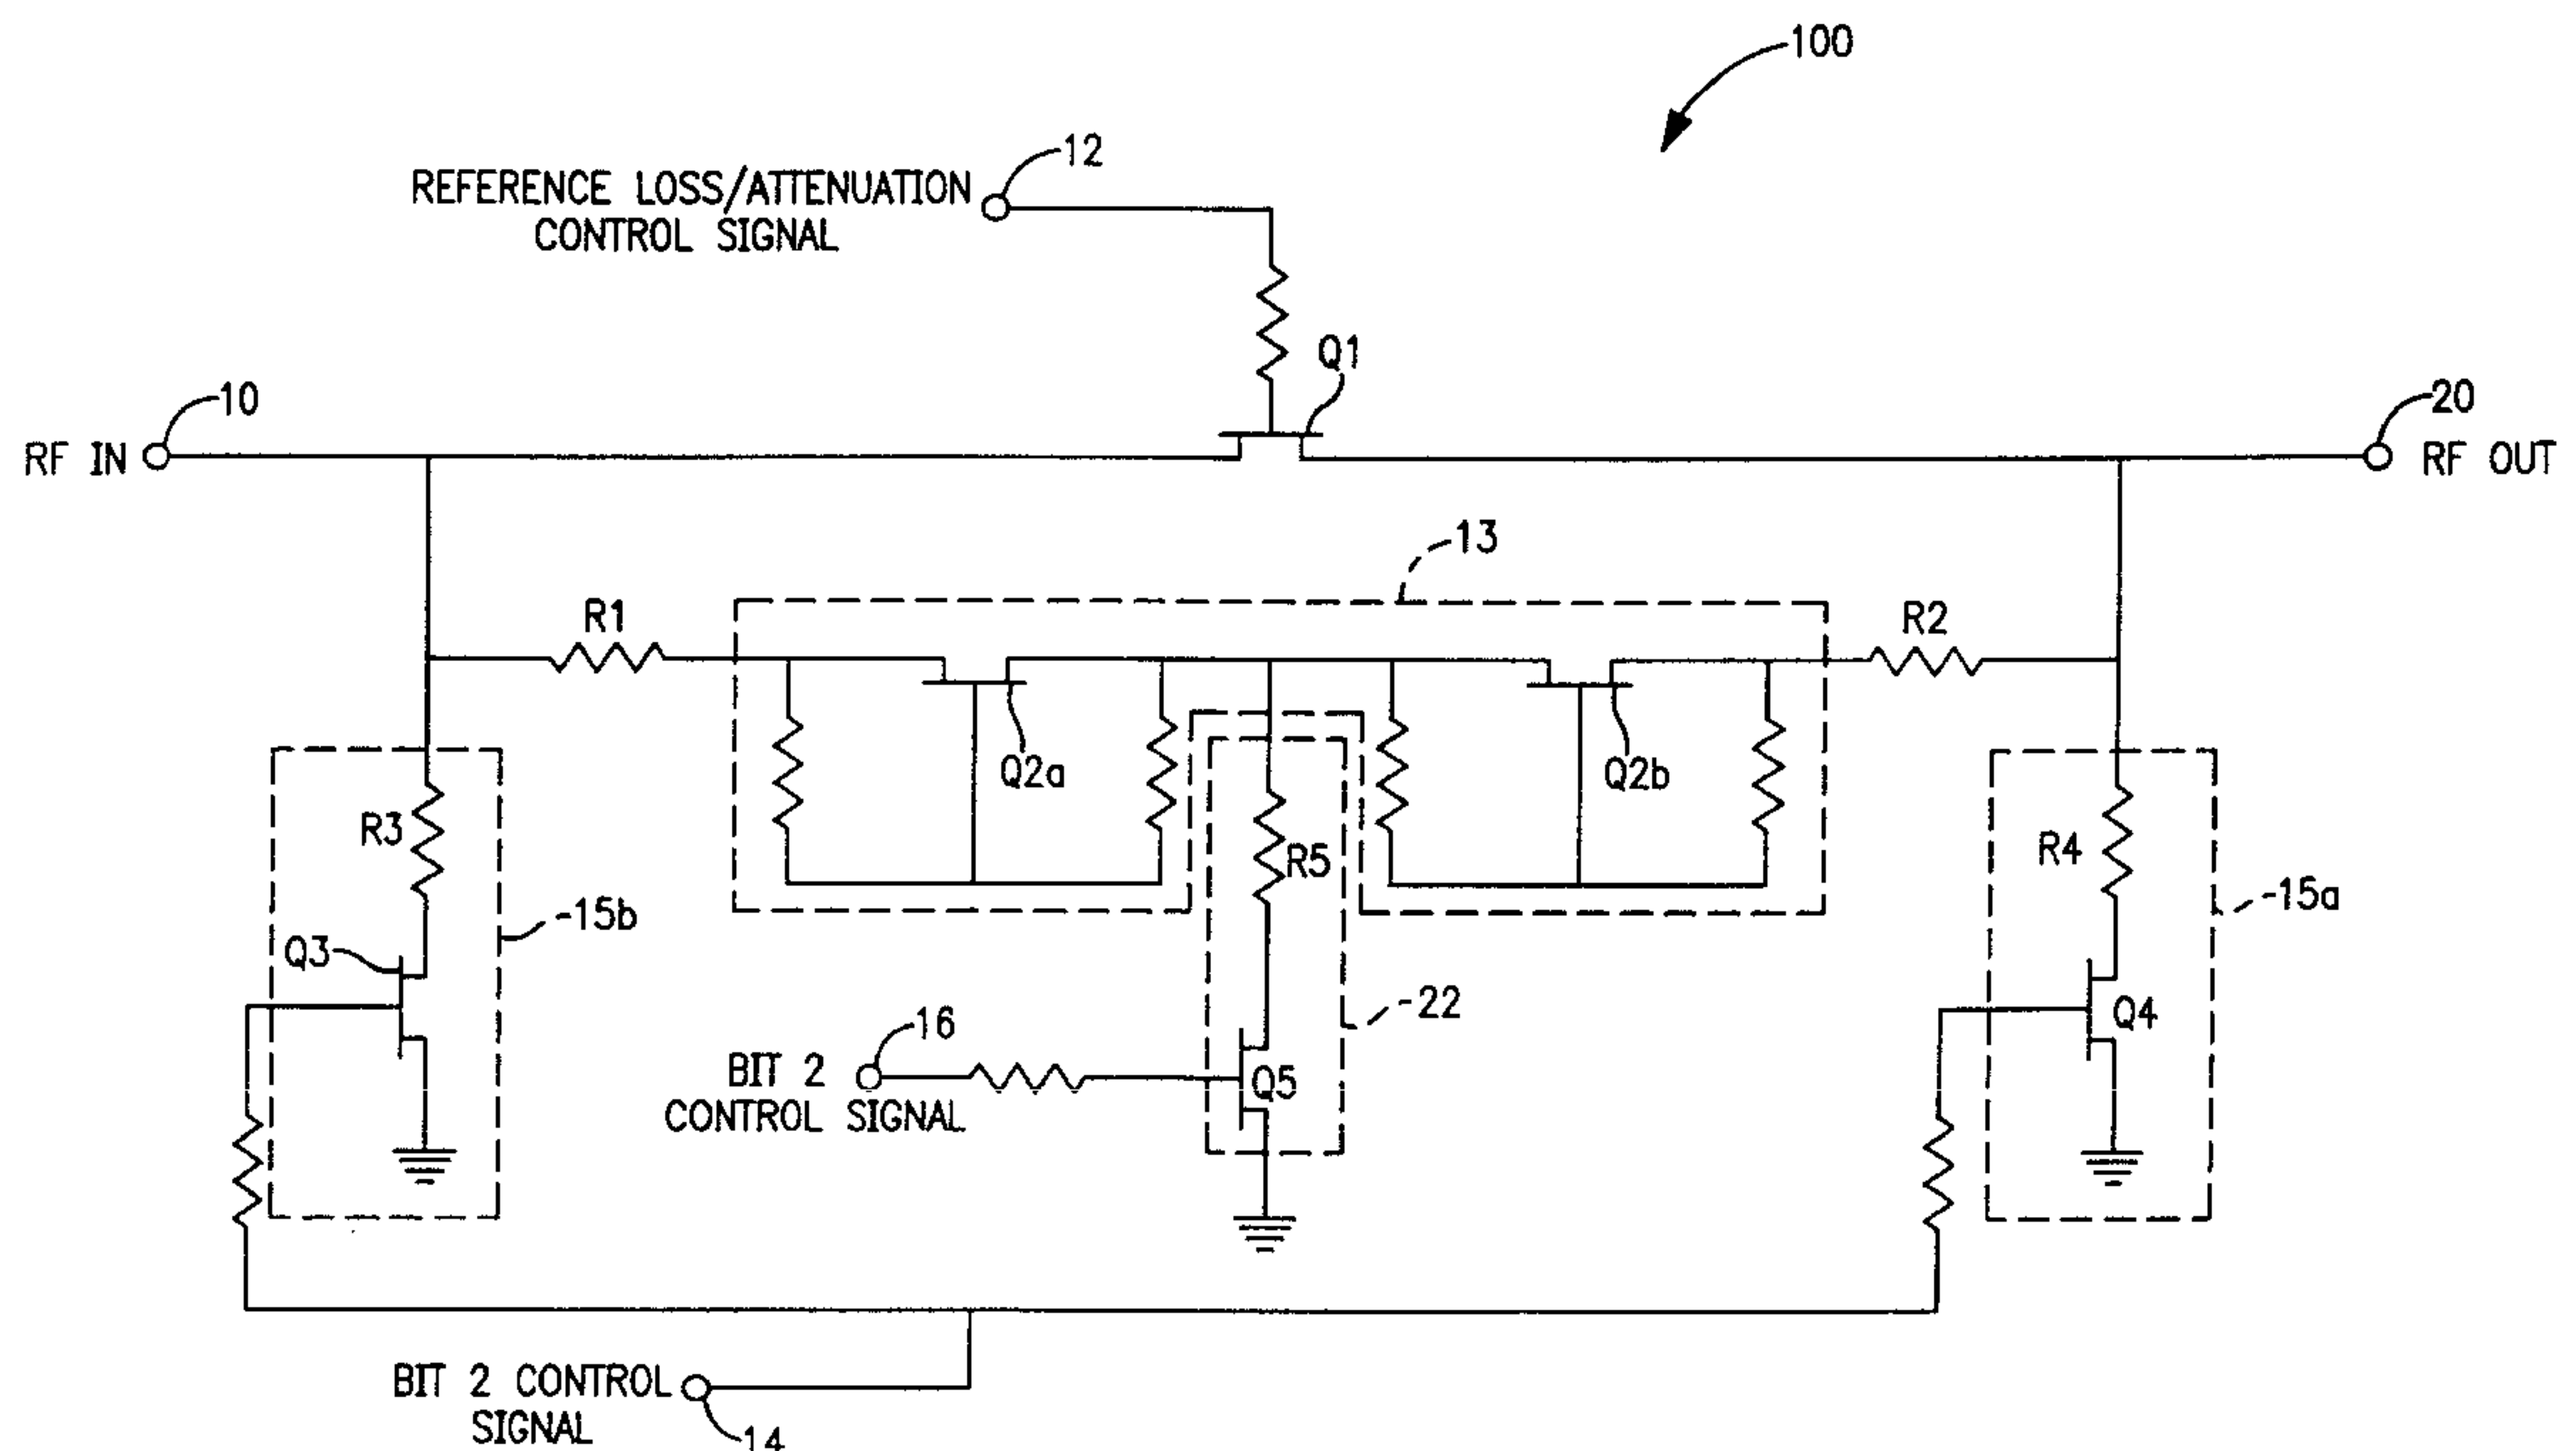 100
12
REFERENCE LOSS/ATTENUATION
CONTROL SIGNAL
Q1
10
20
RF IN
RF OUT
13
R1
R2
Q2a
Q2b
R3
R5
R4
15b
15a
Q3
22
16
Q4
BIT 2
CONTROL SIGNAL
Q5
BIT 2 CONTROL
SIGNAL
14